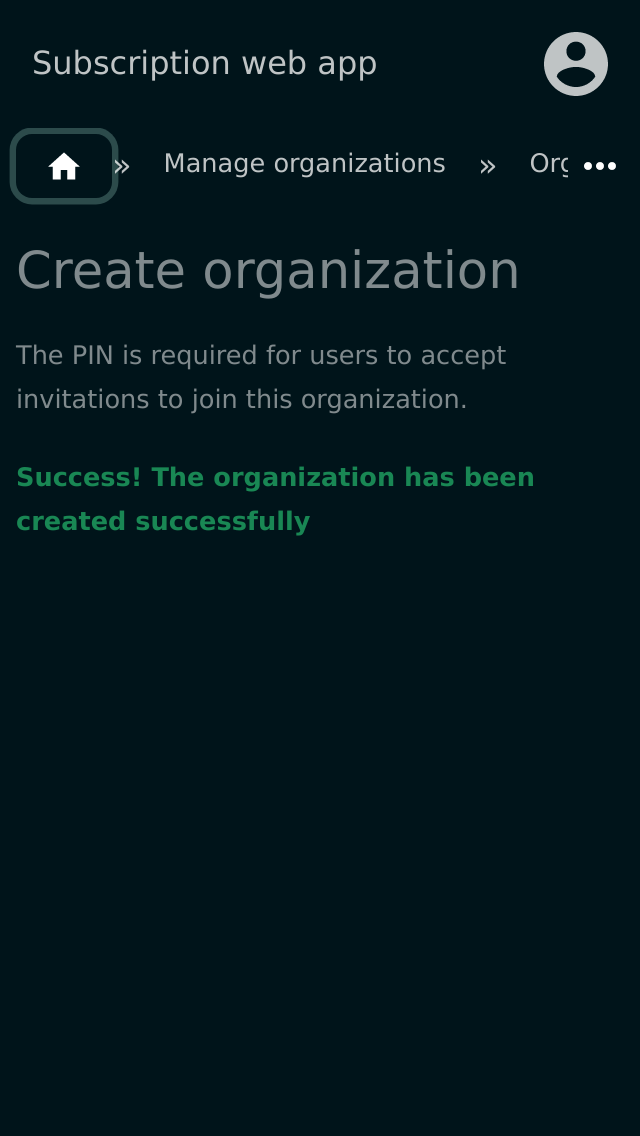 Subscription web app
» Manage organizations » Org
Create organization
The PIN is required for users to accept
invitations to join this organization.
Success! The organization has been
created successfully